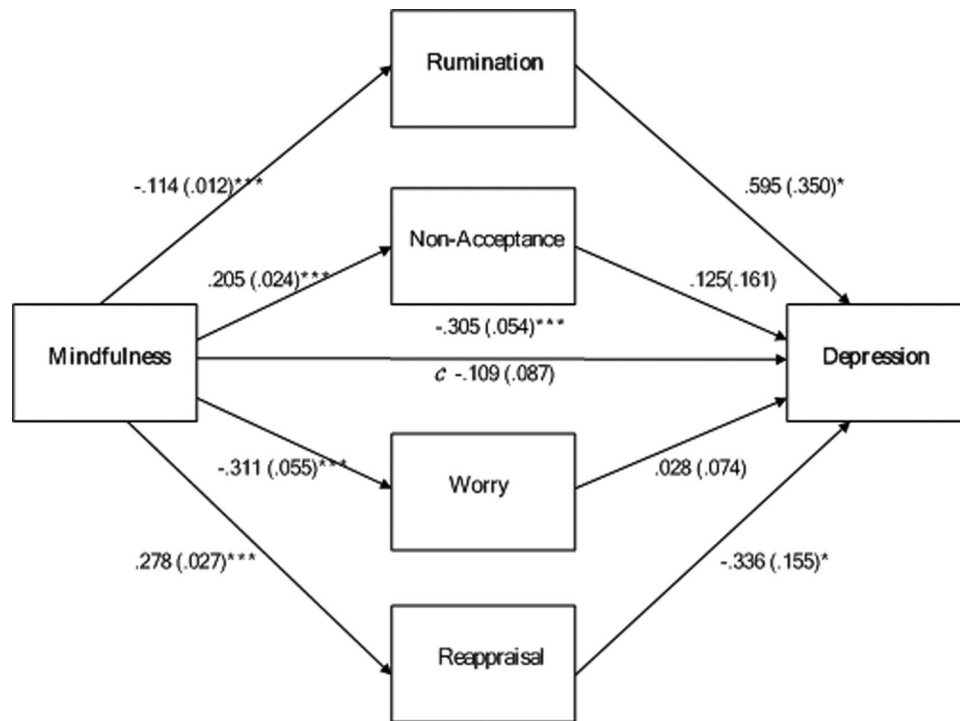 Rumination
-.114 (.012)***
.595 (.350)*
Non-Acceptance
.205 (.024)***
.125(.161)
-.305 (.054)***
Mindfulness
Depression
c -.109 (.087)
-.311 (.055)***
Worry
.028 (.074)
.278 (.027)***
-.336 (.155)*
Reappraisal